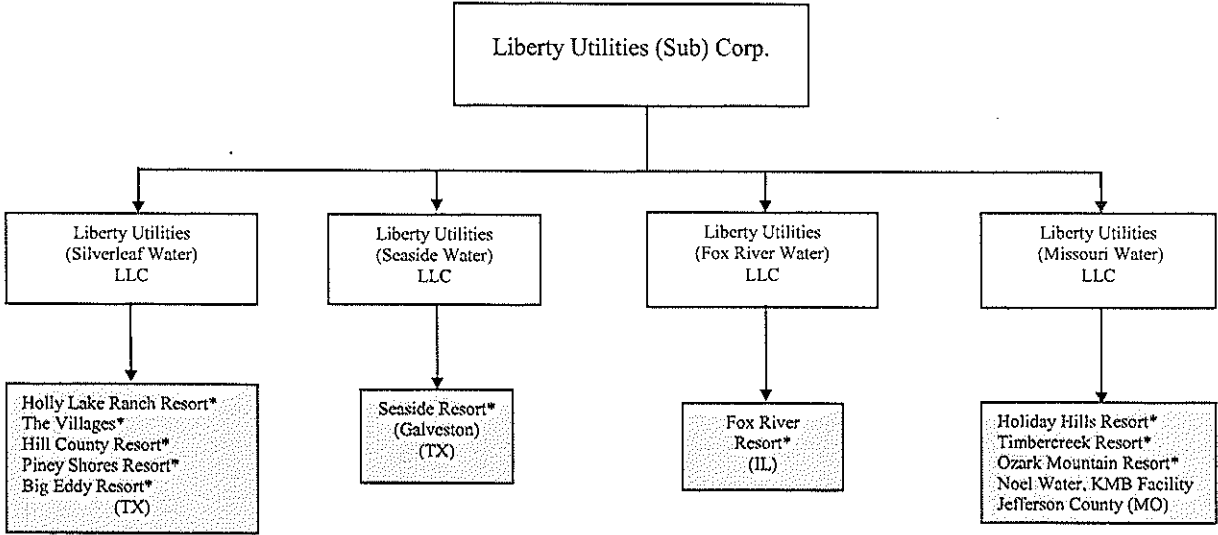 Liberty Utilities (Sub) Corp.
Liberty Utilities
(Silverleaf Water)
LLC
Liberty Utilities
(Seaside Water)
LLC
Liberty Utilities
(Fox River Water)
LLC
Liberty Utilities
(Missouri Water)
LLC
Holly Lake Ranch Resort*
The Villages*
Hill County Resort*
Piney Shores Resort*
Big Eddy Resort*
(TX)
Seaside Resort*
(Galveston)
(TX)
Fox River
Resort*
(IL)
Holiday Hills Resort*
Timbercreek Resort*
Ozark Mountain Resort*
Noel Water, KMB Facility
Jefferson County (MO)